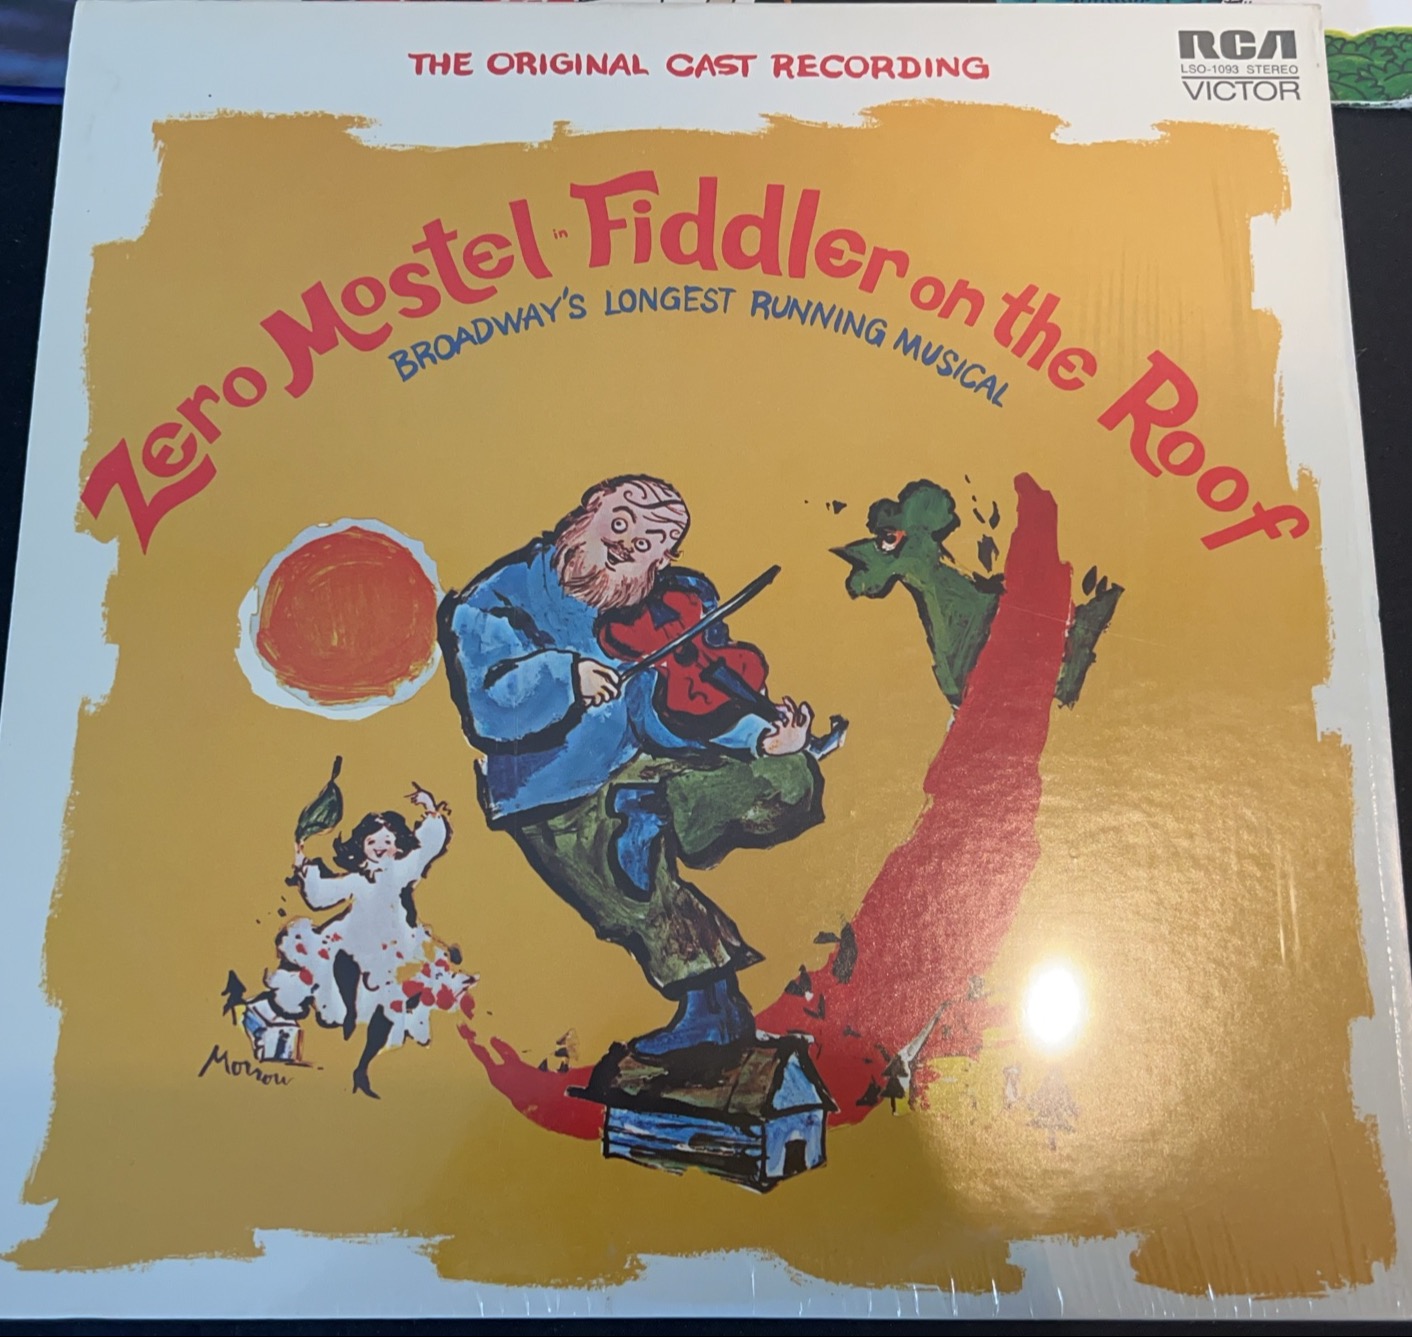 THE ORIGINAL CAST RECORDING
RCA
LSO-1093 STEREO
VICTOR
Zero Mostel in Fiddler on the Roof
BROADWAY'S LONGEST RUNNING MUSICAL
Morrow